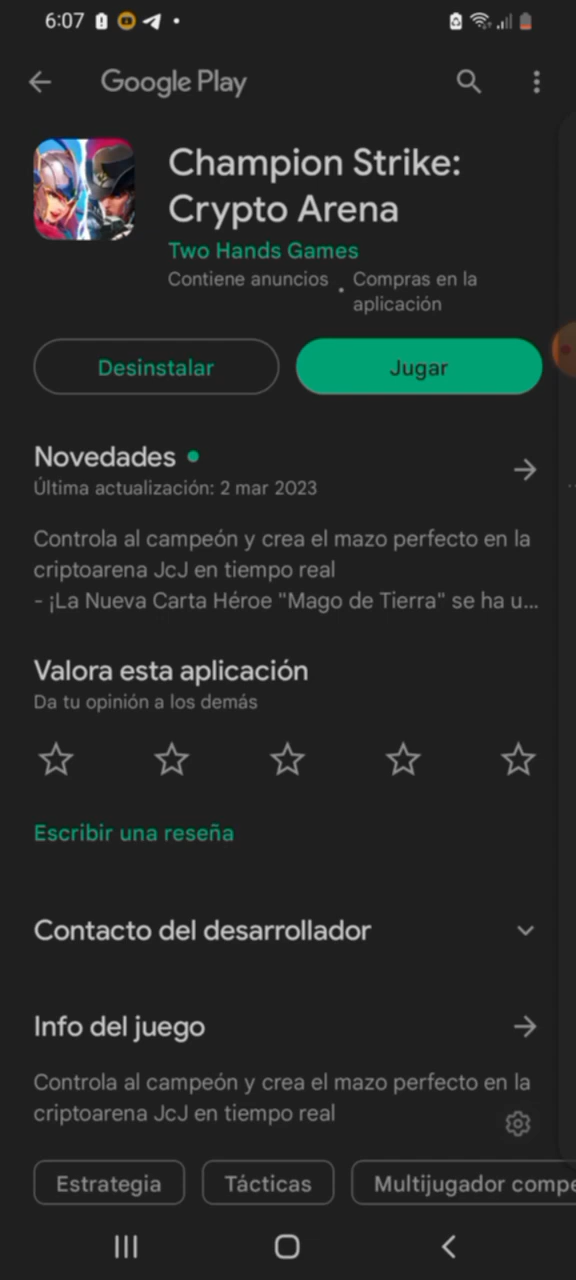 6:07
Google Play
Champion Strike:
Crypto Arena
Two Hands Games
Contiene anuncios • Compras en la
aplicación
Desinstalar
Jugar
Novedades
Última actualización: 2 mar 2023
Controla al campeón y crea el mazo perfecto en la
criptoarena JcJ en tiempo real
- ¡La Nueva Carta Héroe "Mago de Tierra" se ha u...
Valora esta aplicación
Da tu opinión a los demás
Escribir una reseña
Contacto del desarrollador
Info del juego
Controla al campeón y crea el mazo perfecto en la
criptoarena JcJ en tiempo real
Estrategia
Tácticas
Multijugador compe